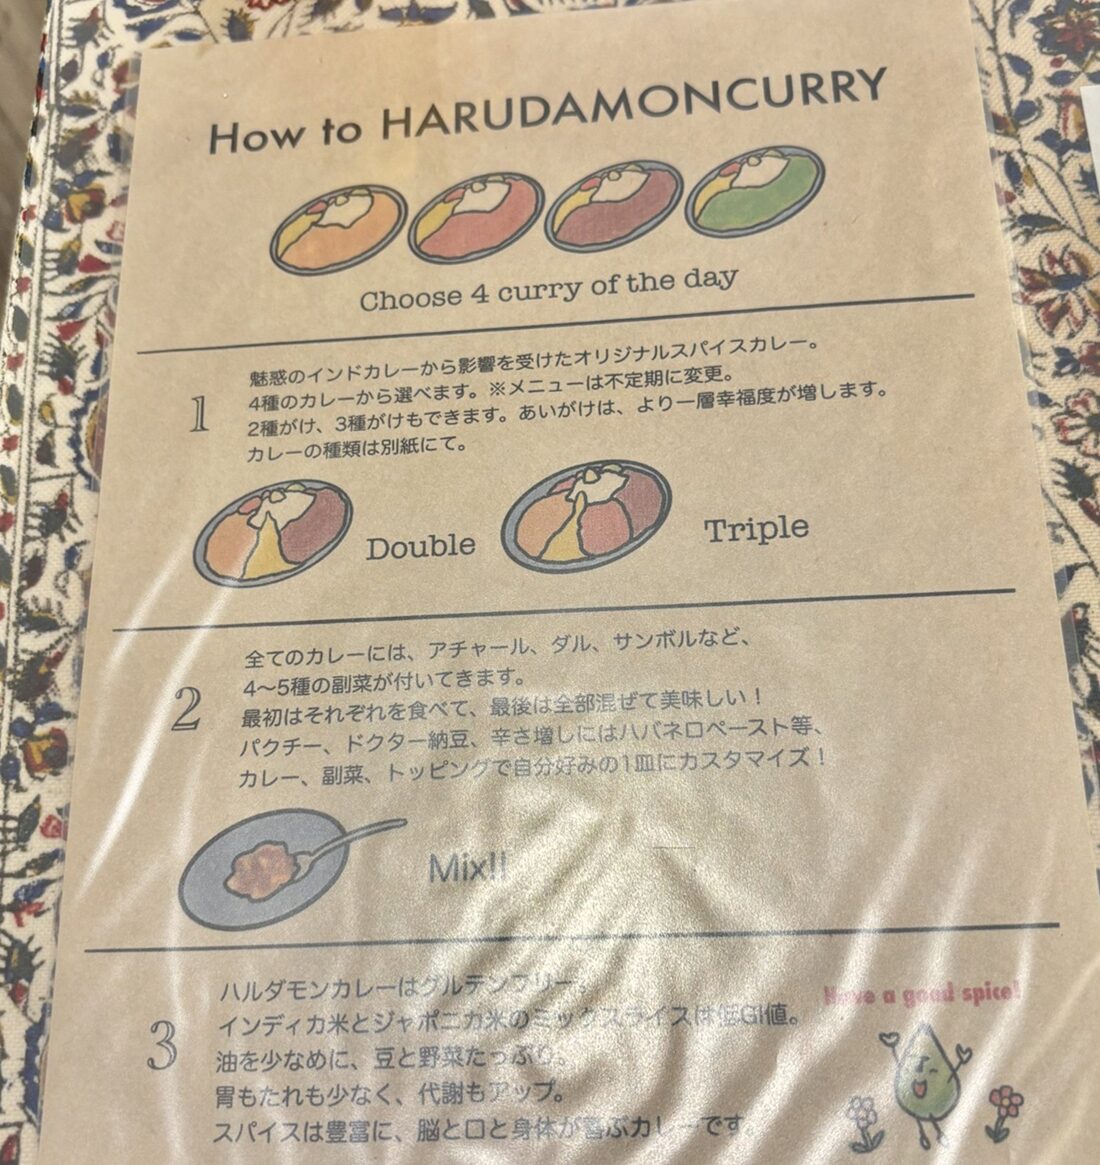 How to HARUDAMONCURRY
Choose 4 curry of the day
1
魅惑のインドカレーから影響を受けたオリジナルスパイスカレー。
4種のカレーから選べます。※メニューは不定期に変更。
2種がけ、3種がけもできます。あいがけは、より一層幸福度が増します。
カレーの種類は別紙にて。
Double
Triple
2
全てのカレーには、アチャール、ダル、サンボルなど、
4〜5種の副菜が付いてきます。
最初はそれぞれを食べて、最後は全部混ぜて美味しい！
パクチー、ドクター納豆、辛さ増しにはハバネロペースト等、
カレー、副菜、トッピングで自分好みの1皿にカスタマイズ！
Mix!!
3
ハルダモンカレーはグルテンフリー。
インディカ米とジャポニカ米のミックスライスは低GI値。
油を少なめに、豆と野菜たっぷり。
胃もたれも少なく、代謝もアップ。
スパイスは豊富に、脳と口と身体が喜ぶカレーです
Have a good spice!